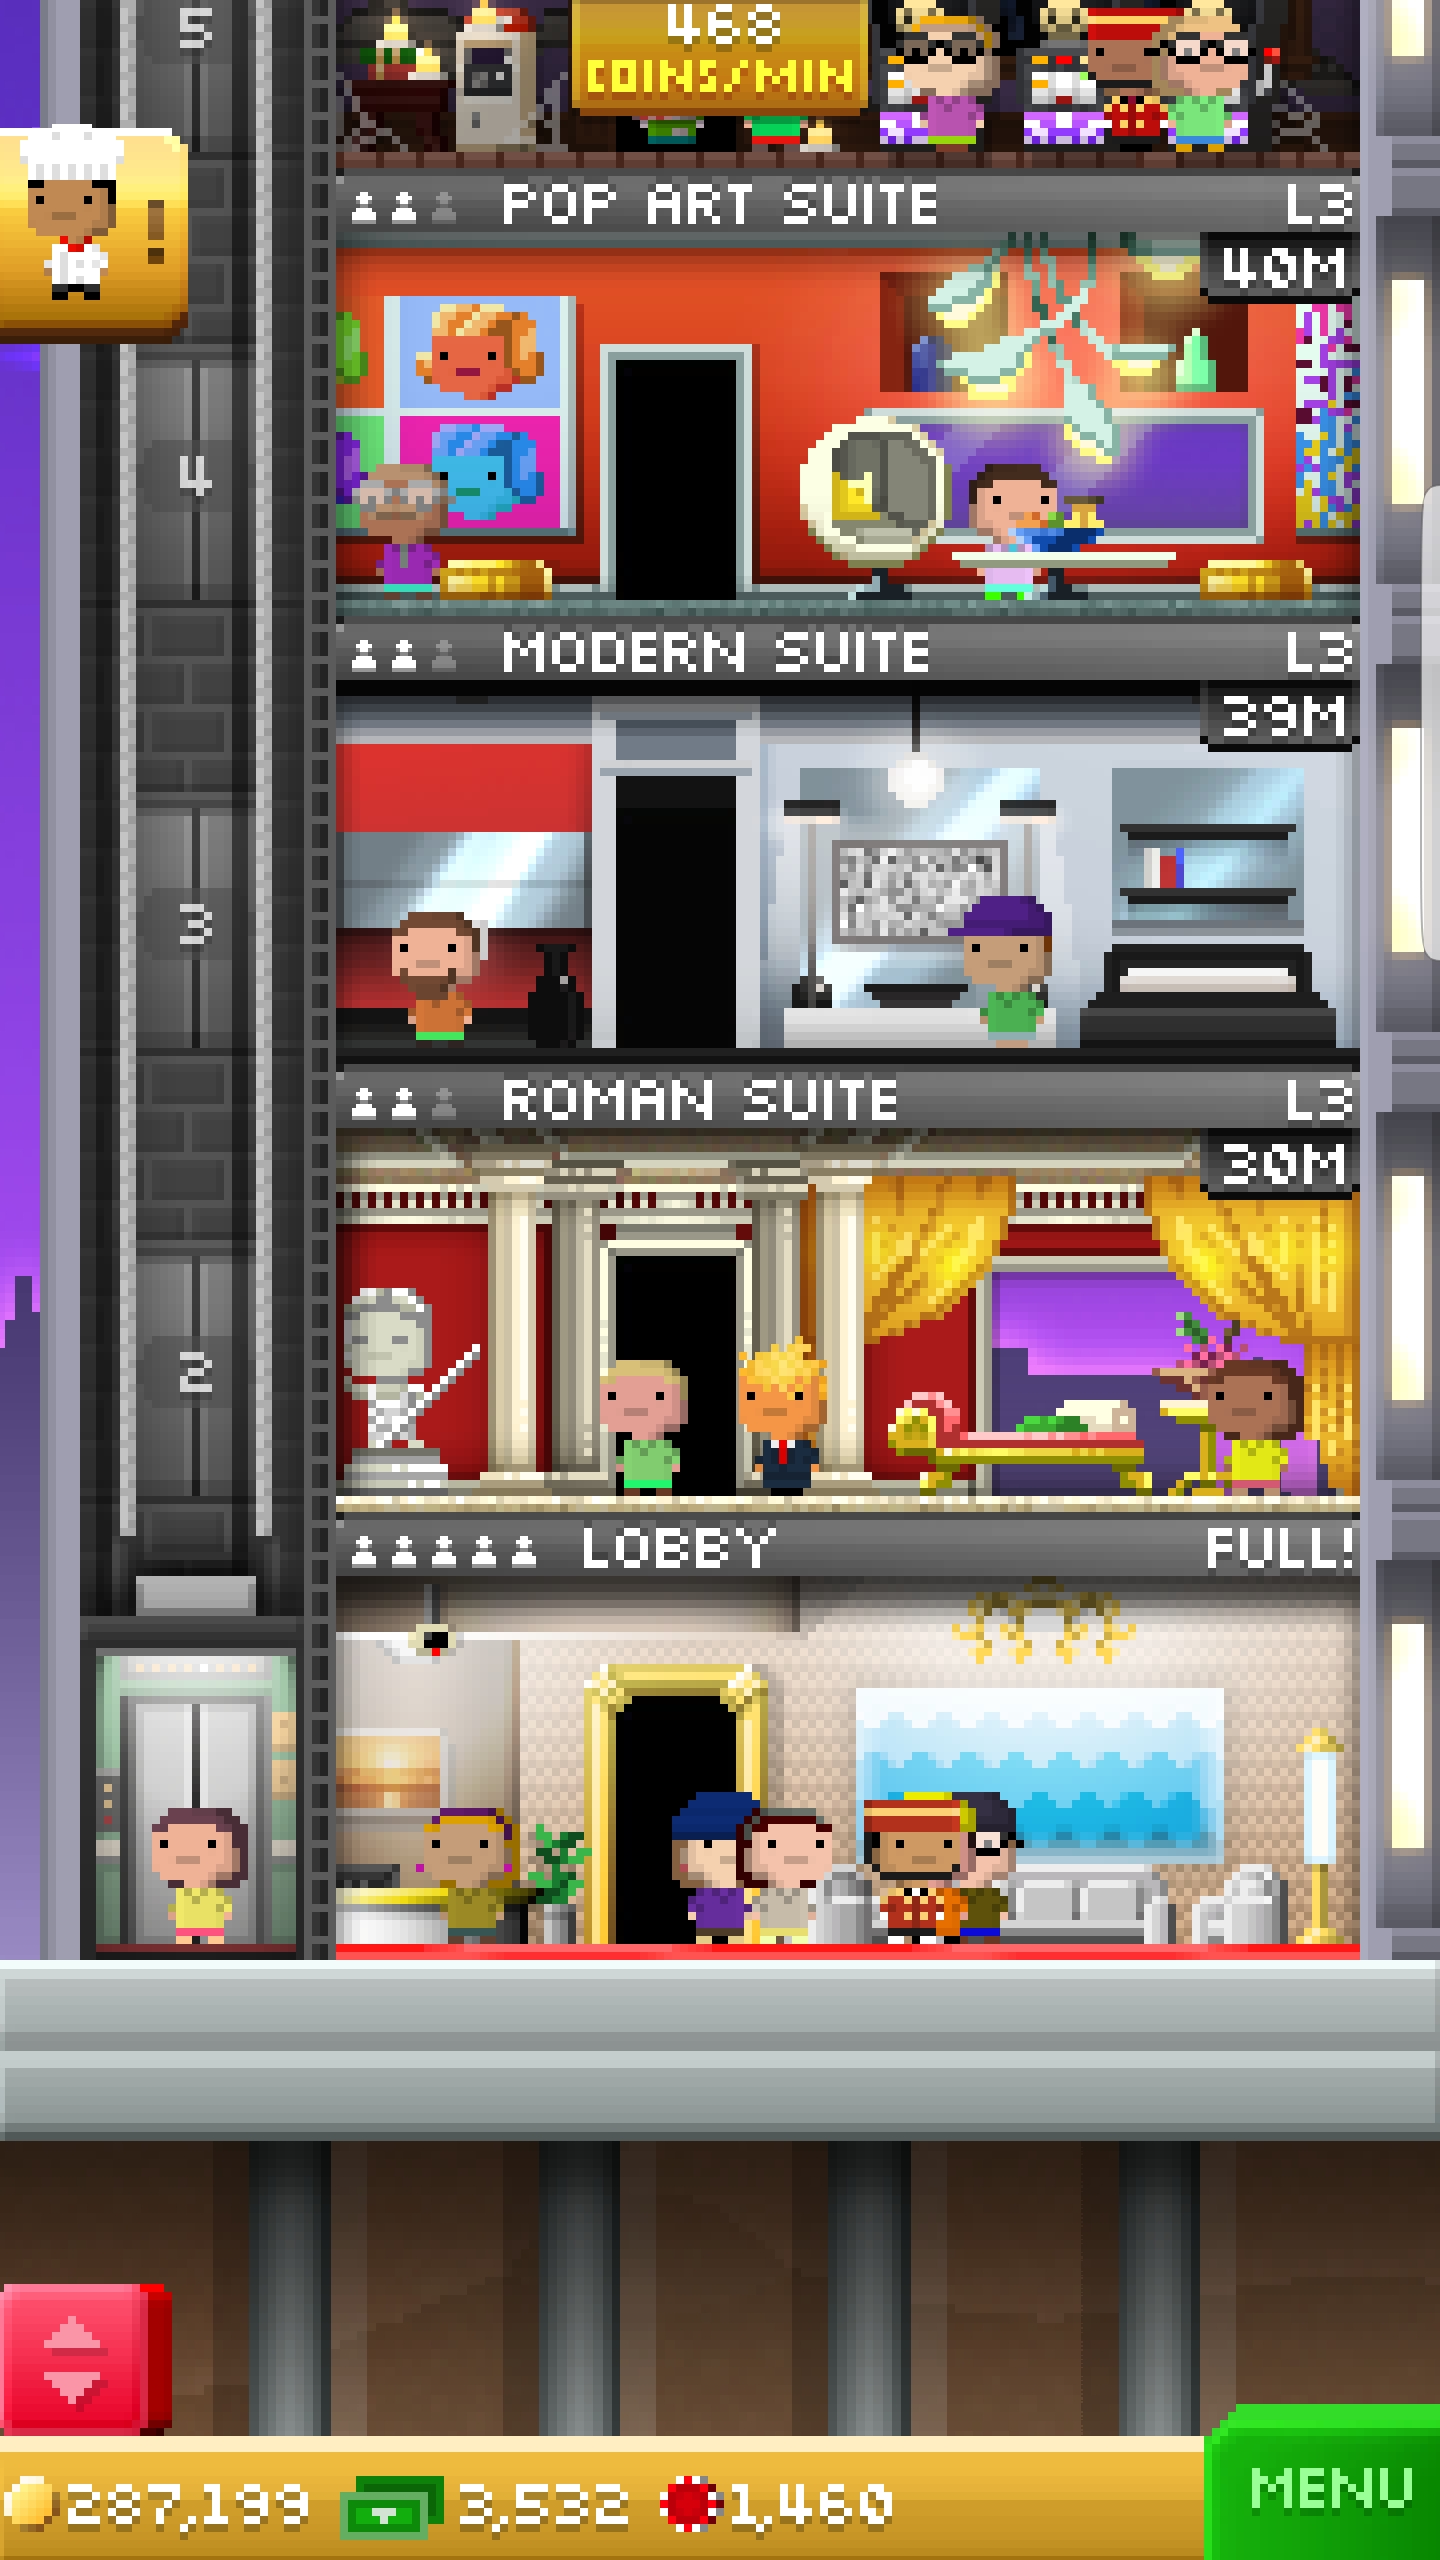 5
468
COINS/MIN
!
POP ART SUITE L3
40M
4
MODERN SUITE L3
39M
3
ROMAN SUITE L3
30M
2
LOBBY FULL!
287,199 3,532 1,460
MENU